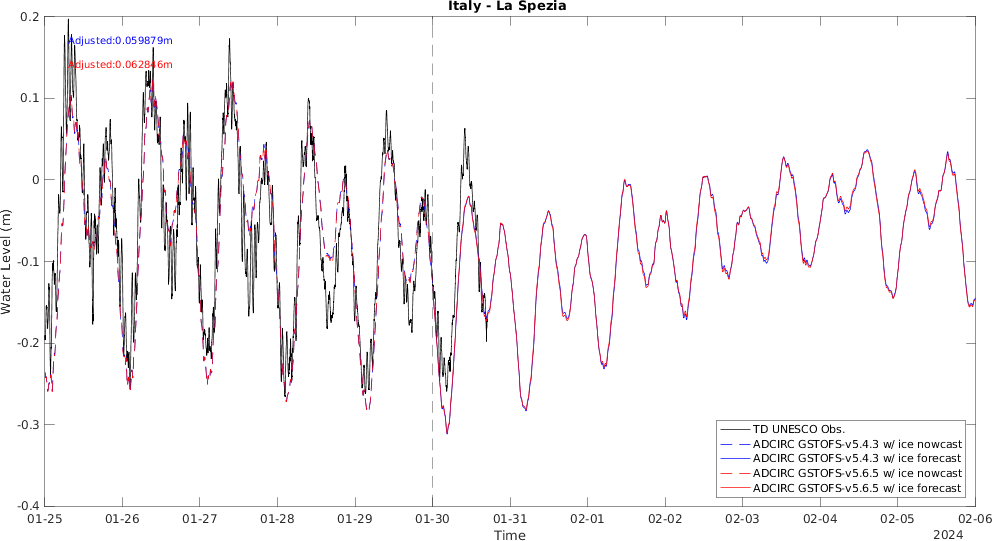 Italy - La Spezia
Adjusted:0.059879m
Adjusted:0.062846m
Water Level (m)
0.2
0.1
0
-0.1
-0.2
-0.3
-0.4
TD UNESCO Obs.
ADCIRC GSTOFS-v5.4.3 w/ ice nowcast
ADCIRC GSTOFS-v5.4.3 w/ ice forecast
ADCIRC GSTOFS-v5.6.5 w/ ice nowcast
ADCIRC GSTOFS-v5.6.5 w/ ice forecast
01-25 01-26 01-27 01-28 01-29 01-30 01-31 02-01 02-02 02-03 02-04 02-05 02-06
Time
2024